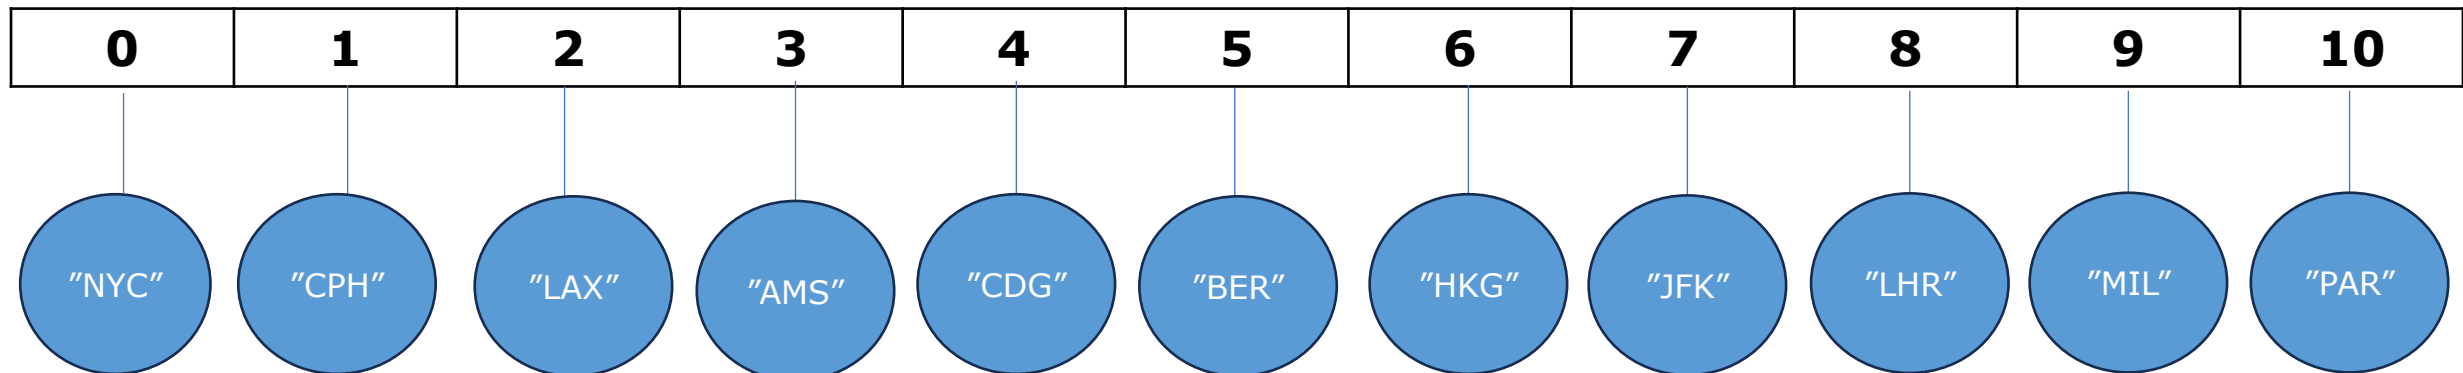 0 1 2 3 4 5 6 7 8 9 10
”NYC” ”CPH” ”LAX” ”AMS” ”CDG” ”BER” ”HKG” ”JFK” ”LHR” ”MIL” ”PAR”